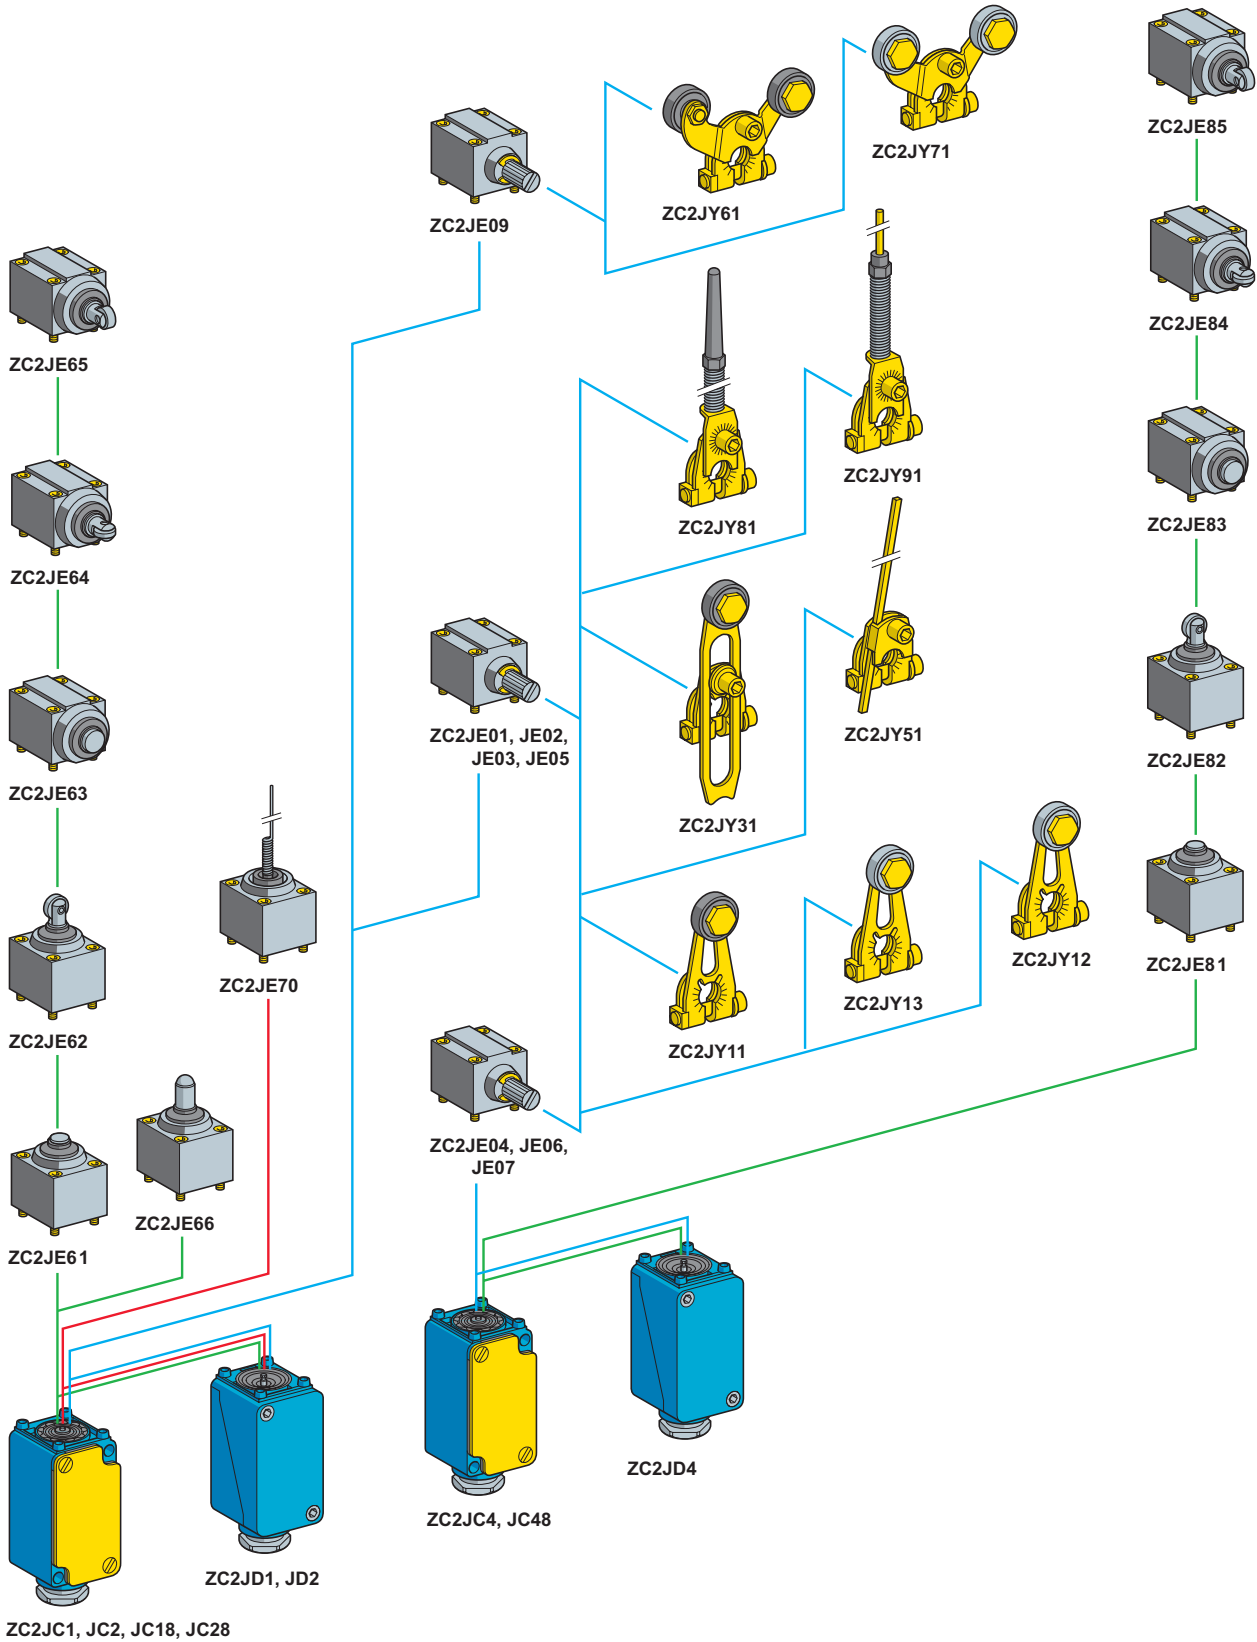 ZC2JE85
ZC2JY71
ZC2JY61
ZC2JE09
ZC2JE84
ZC2JE65
ZC2JY91
ZC2JY81
ZC2JE83
ZC2JE64
ZC2JE01, JE02,
JE03, JE05
ZC2JY51
ZC2JE82
ZC2JE63
ZC2JY31
ZC2JY12
ZC2JE81
ZC2JE70
ZC2JY13
ZC2JE62
ZC2JY11
ZC2JE04, JE06,
JE07
ZC2JE66
ZC2JE61
ZC2JD4
ZC2JC4, JC48
ZC2JD1, JD2
ZC2JC1, JC2, JC18, JC28